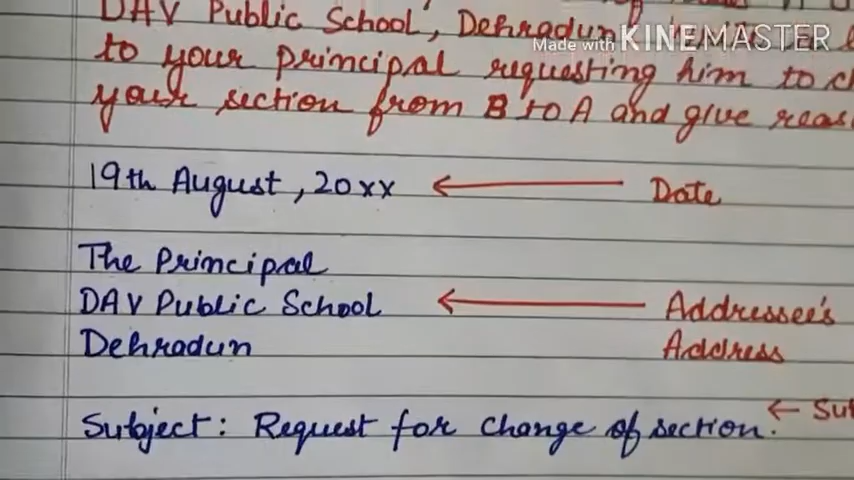 DAV Public School, Dehradun
Made with KINEMASTER
to your principal requesting him to
your section from B to A and give
19th August, 20xx ← Date
The Principal
DAV Public School ← Addressee's
Dehradun Address
Subject: Request for change of section. ←